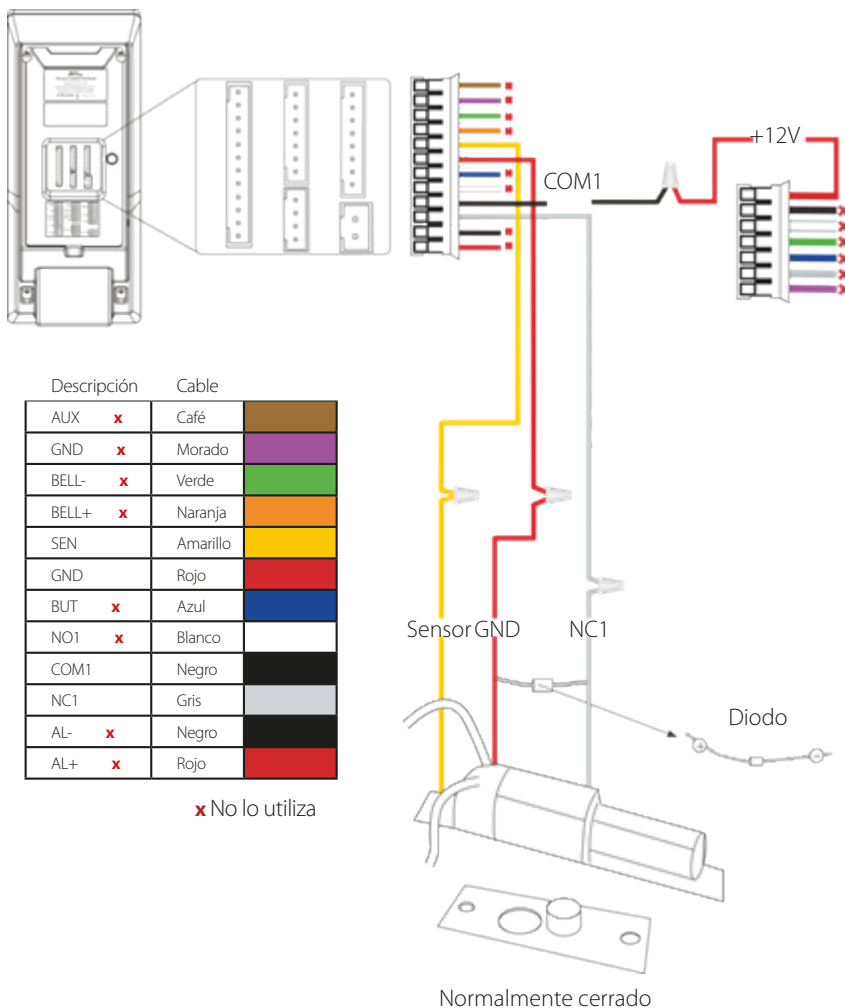 +12V
COM1
Descripción Cable
AUX x Café
GND x Morado
BELL- x Verde
BELL+ x Naranja
SEN Amarillo
GND Rojo
BUT x Azul
NO1 x Blanco
COM1 Negro
NC1 Gris
AL- x Negro
AL+ x Rojo
x No lo utiliza
Sensor GND NC1
Diodo
Normalmente cerrado